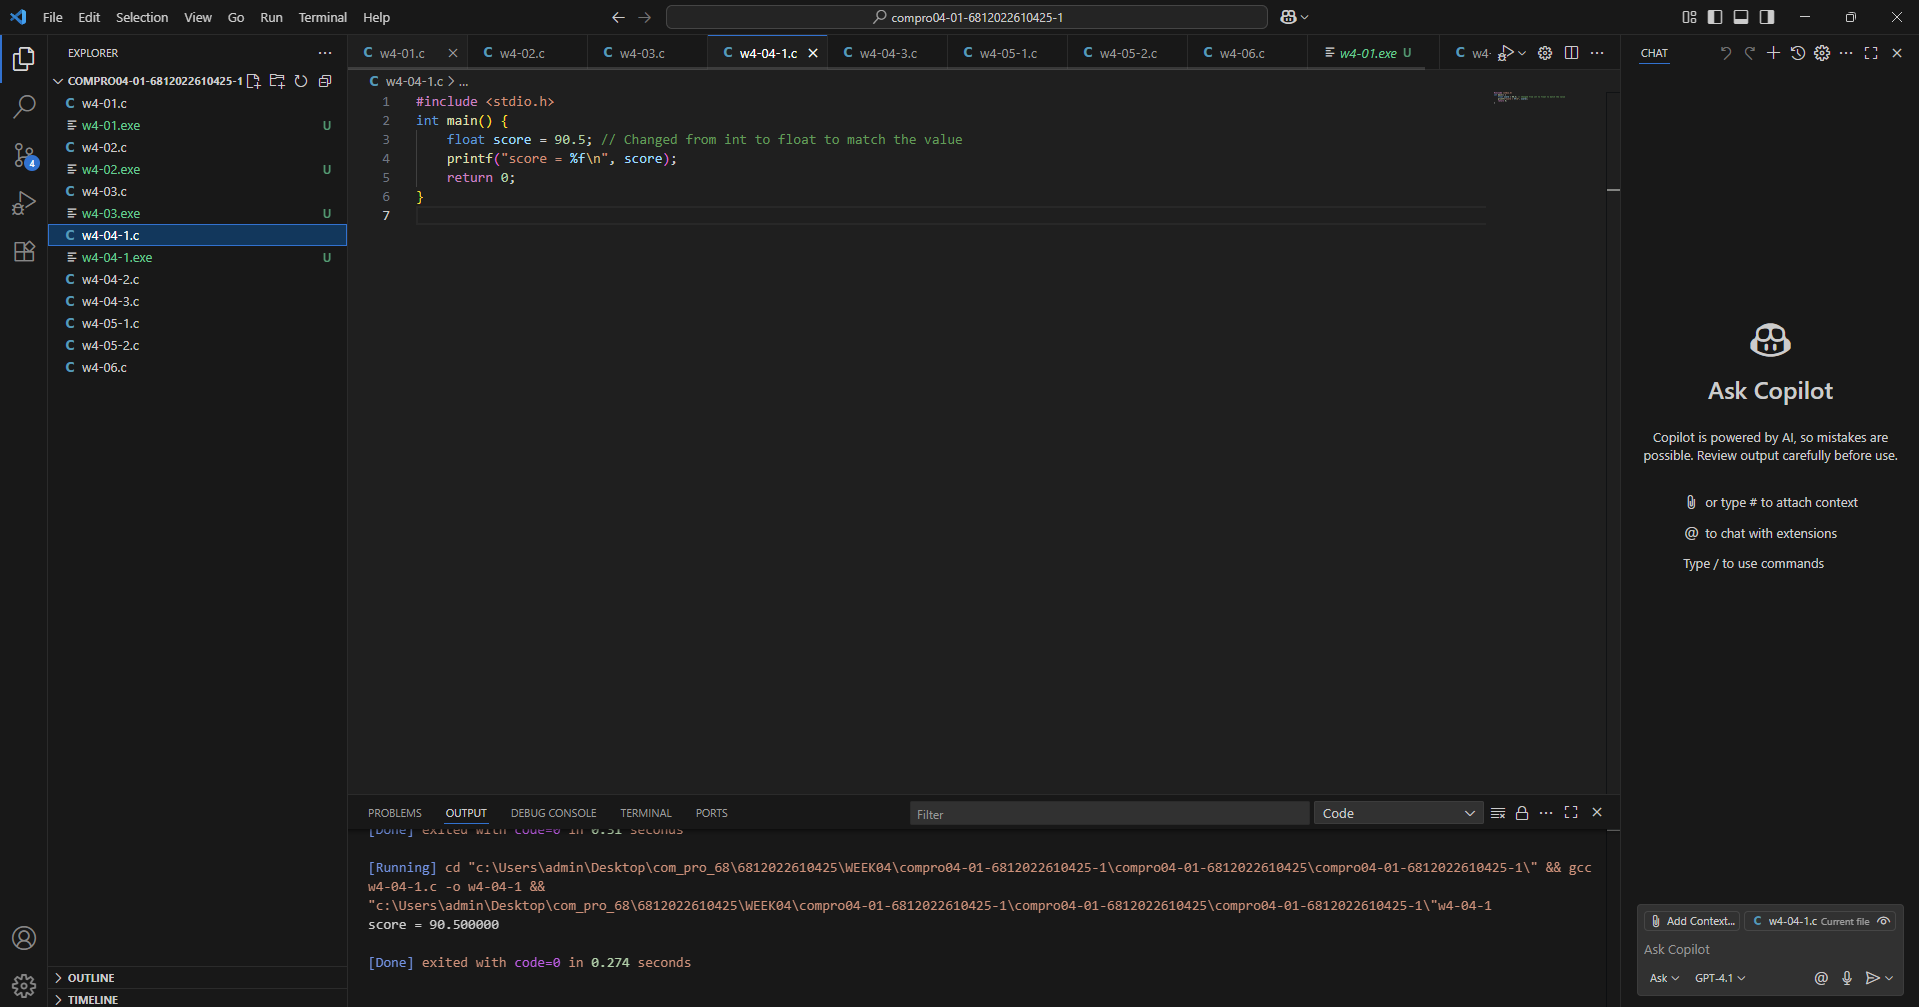 File Edit Selection View Go Run Terminal Help
compro04-01-6812022610425-1
EXPLORER
COMPRO04-01-6812022610425-1
w4-01.c
w4-01.exe U
w4-02.c
w4-02.exe U
w4-03.c
w4-03.exe U
w4-04-1.c
w4-04-1.exe U
w4-04-2.c
w4-04-3.c
w4-05-1.c
w4-05-2.c
w4-06.c
4
OUTLINE
TIMELINE
w4-01.c w4-02.c w4-03.c w4-04-1.c w4-04-3.c w4-05-1.c w4-05-2.c w4-06.c w4-01.exe U w4-
w4-04-1.c > ...
1 #include <stdio.h>
2 int main() {
3 float score = 90.5; // Changed from int to float to match the value
4 printf("score = %f\n", score);
5 return 0;
6 }
7
PROBLEMS OUTPUT DEBUG CONSOLE TERMINAL PORTS
Filter
Code
[Done] exited with code=0 in 0.51 seconds
[Running] cd "c:\Users\admin\Desktop\com_pro_68\6812022610425\WEEK04\compro04-01-6812022610425-1\compro04-01-6812022610425\compro04-01-6812022610425-1\" && gcc
w4-04-1.c -o w4-04-1 &&
"c:\Users\admin\Desktop\com_pro_68\6812022610425\WEEK04\compro04-01-6812022610425-1\compro04-01-6812022610425\compro04-01-6812022610425-1\"w4-04-1
score = 90.500000
[Done] exited with code=0 in 0.274 seconds
CHAT
Ask Copilot
Copilot is powered by AI, so mistakes are
possible. Review output carefully before use.
or type # to attach context
@ to chat with extensions
Type / to use commands
Add Context... w4-04-1.c Current file
Ask Copilot
Ask GPT-4.1